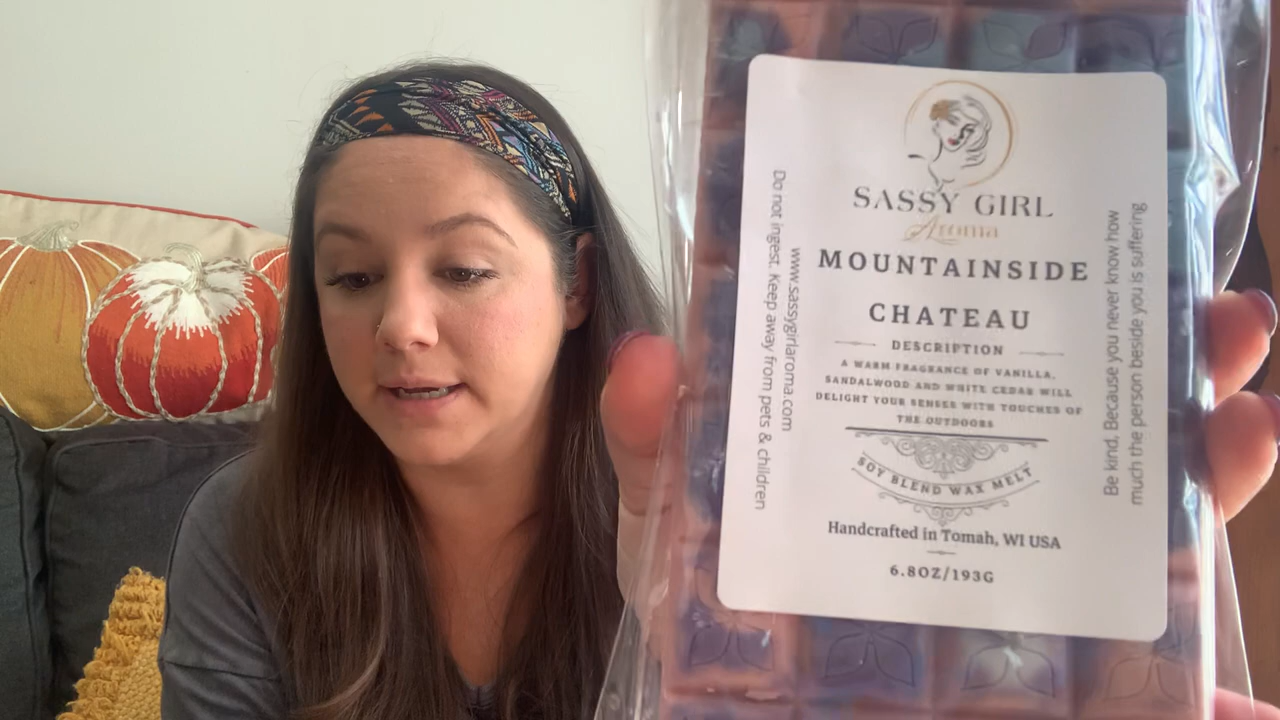 SASSY GIRL
Aroma
MOUNTAINSIDE
CHATEAU
DESCRIPTION
A WARM FRAGRANCE OF VANILLA,
SANDALWOOD AND WHITE CEDAR WILL
DELIGHT YOUR SENSES WITH TOUCHES OF
THE OUTDOORS
SOY BLEND WAX MELT
Handcrafted in Tomah, WI USA
6.8OZ/193G
www.sassygirlaroma.com
Do not ingest. Keep away from pets & children
Be kind, Because you never know how
much the person beside you is suffering